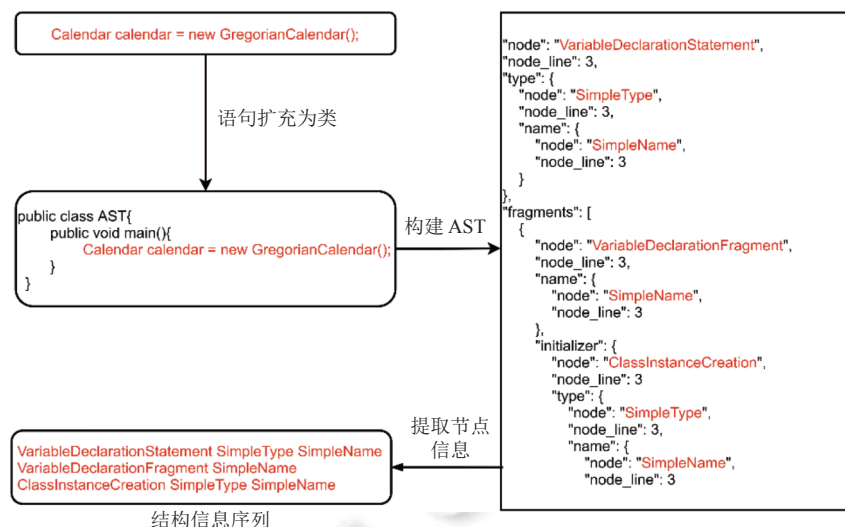 Calendar calendar = new GregorianCalendar();
语句扩充为类
public class AST{
public void main(){
Calendar calendar = new GregorianCalendar();
}
}
构建 AST
"node": "VariableDeclarationStatement",
"node_line": 3,
"type": {
"node": "SimpleType",
"node_line": 3,
"name": {
"node": "SimpleName",
"node_line": 3
}
},
"fragments": [
{
"node": "VariableDeclarationFragment",
"node_line": 3,
"name": {
"node": "SimpleName",
"node_line": 3
},
"initializer": {
"node": "ClassInstanceCreation",
"node_line": 3
"type": {
"node": "SimpleType",
"node_line": 3,
"name": {
"node": "SimpleName",
"node_line": 3
提取节点
信息
VariableDeclarationStatement SimpleType SimpleName
VariableDeclarationFragment SimpleName
ClassInstanceCreation SimpleType SimpleName
结构信息序列